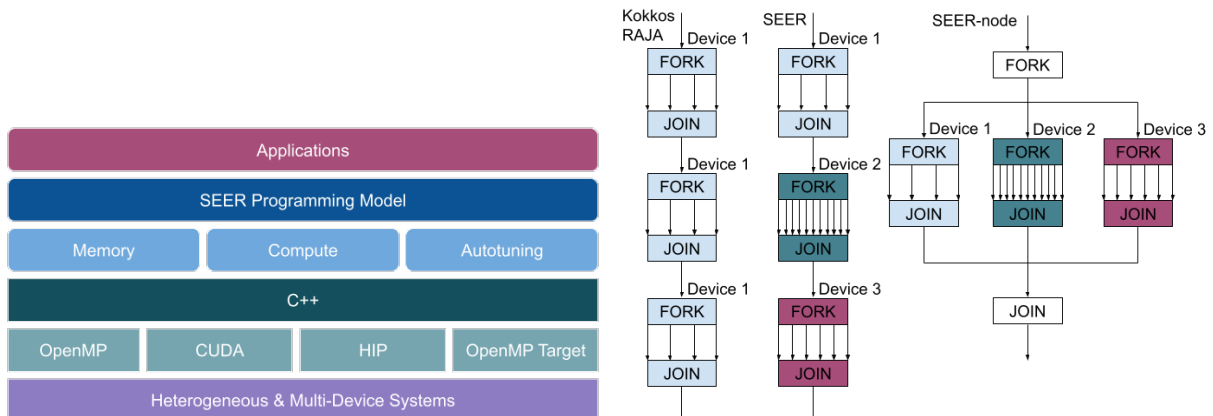 Applications
SEER Programming Model
Memory Compute Autotuning
C++
OpenMP CUDA HIP OpenMP Target
Heterogeneous & Multi-Device Systems
Kokkos
RAJA
Device 1
FORK
JOIN
Device 1
FORK
JOIN
Device 1
FORK
JOIN
SEER
Device 1
FORK
JOIN
Device 2
FORK
JOIN
Device 3
FORK
JOIN
SEER-node
FORK
Device 1 Device 2 Device 3
FORK FORK FORK
JOIN JOIN JOIN
JOIN